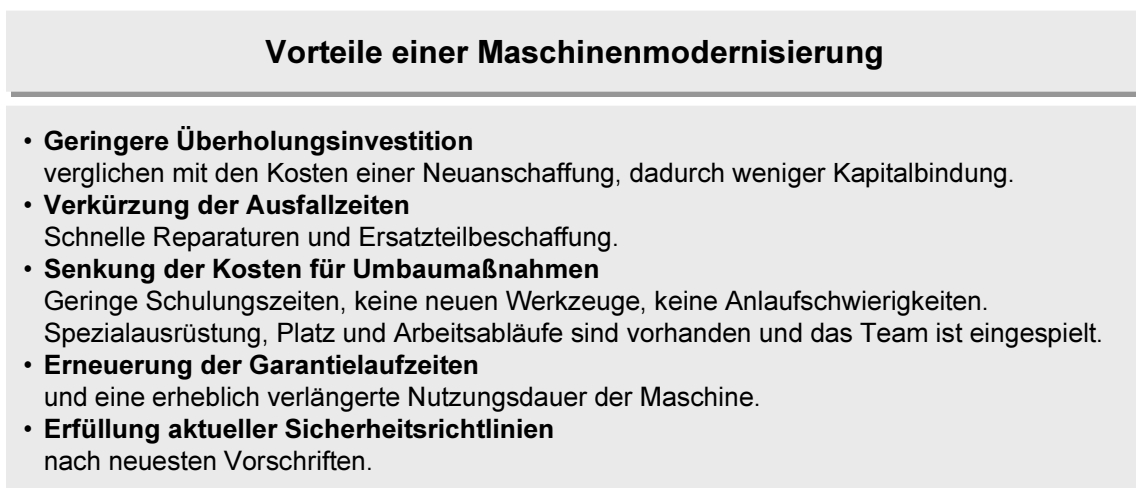 Vorteile einer Maschinenmodernisierung
• Geringere Überholungsinvestition
verglichen mit den Kosten einer Neuanschaffung, dadurch weniger Kapitalbindung.
• Verkürzung der Ausfallzeiten
Schnelle Reparaturen und Ersatzteilbeschaffung.
• Senkung der Kosten für Umbaumaßnahmen
Geringe Schulungszeiten, keine neuen Werkzeuge, keine Anlaufschwierigkeiten.
Spezialausrüstung, Platz und Arbeitsabläufe sind vorhanden und das Team ist eingespielt.
• Erneuerung der Garantielaufzeiten
und eine erheblich verlängerte Nutzungsdauer der Maschine.
• Erfüllung aktueller Sicherheitsrichtlinien
nach neuesten Vorschriften.